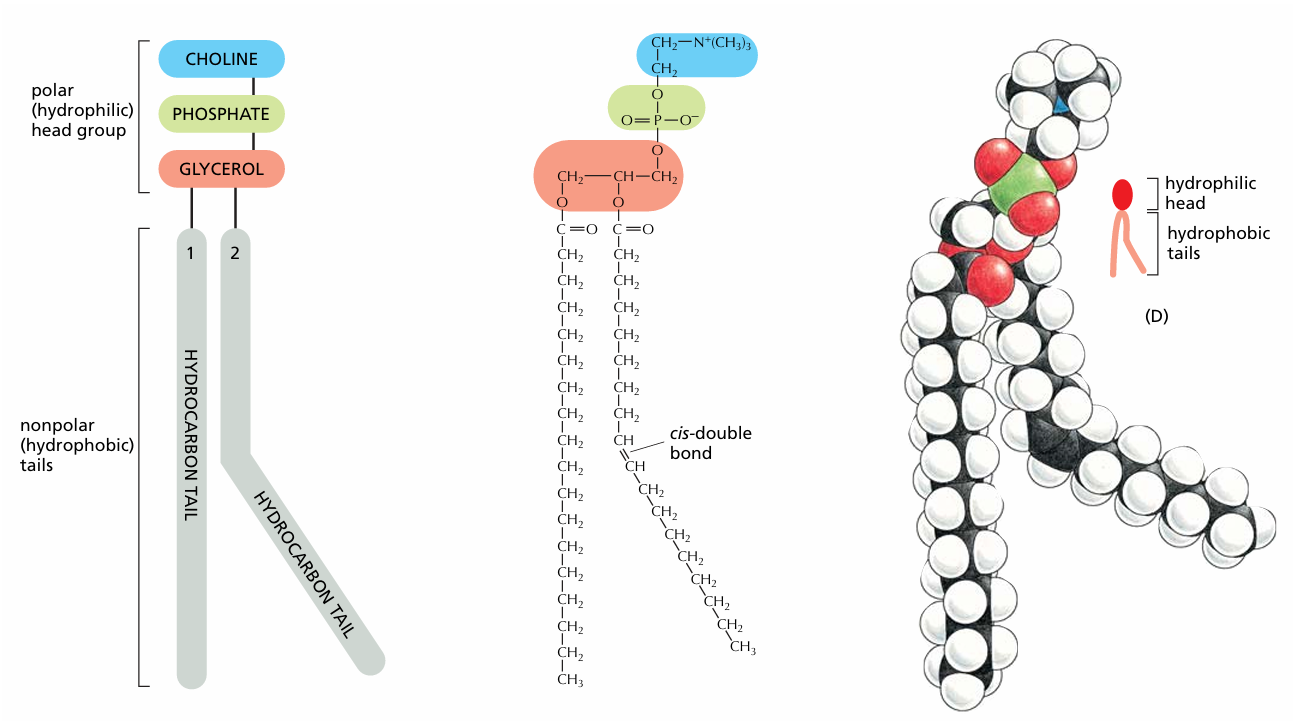 polar
(hydrophilic)
head group
CHOLINE
PHOSPHATE
GLYCEROL
nonpolar
(hydrophobic)
tails
1 2
HYDROCARBON TAIL
HYDROCARBON TAIL
CH₂—N⁺(CH₃)₃
CH₂
O
O=P—O⁻
O
CH₂—CH—CH₂
O O
C=O C=O
CH₂ CH₂
CH₂ CH₂
CH₂ CH₂
CH₂ CH₂
CH₂ CH₂
CH₂ CH₂
CH₂ CH₂
CH₂ CH
CH₂ CH
CH₂ CH₂
CH₂ CH₂
CH₂ CH₂
CH₂ CH₂
CH₂ CH₂
CH₂ CH₂
CH₂ CH₂
CH₃ CH₃
cis-double
bond
hydrophilic
head
hydrophobic
tails
(D)